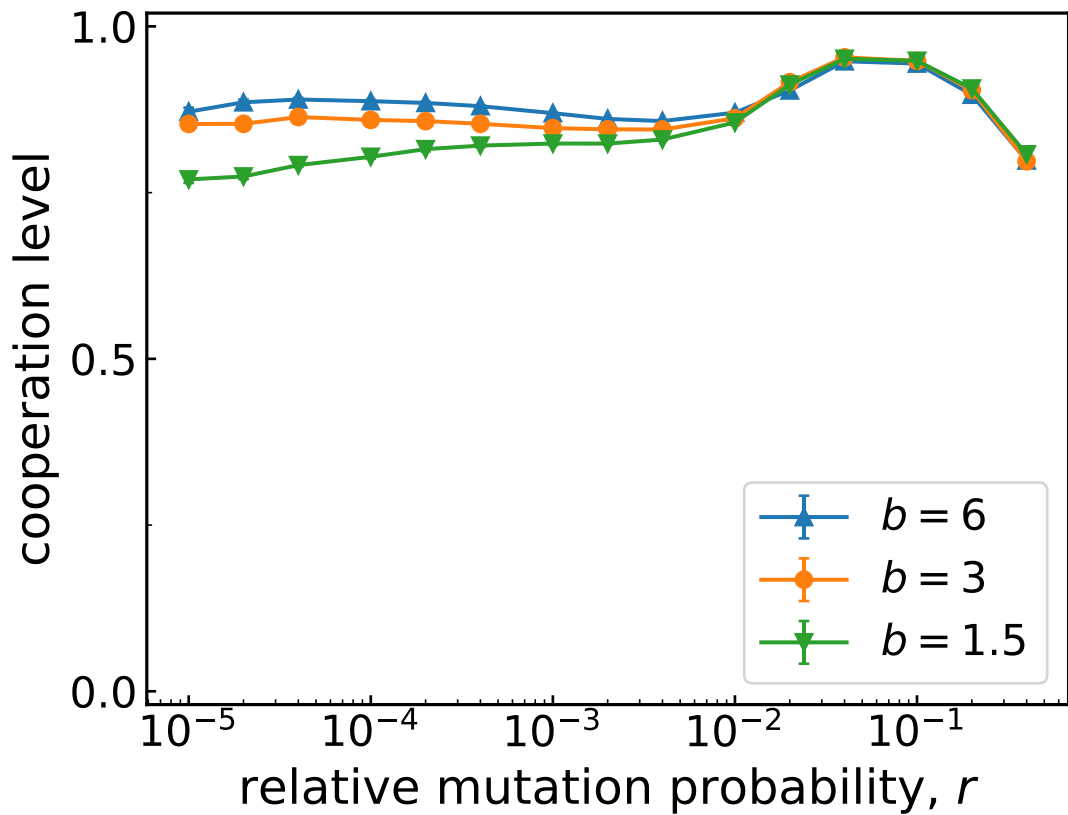 1.0
0.5
0.0
cooperation level
b = 6
b = 3
b = 1.5
10⁻⁵ 10⁻⁴ 10⁻³ 10⁻² 10⁻¹
relative mutation probability, r